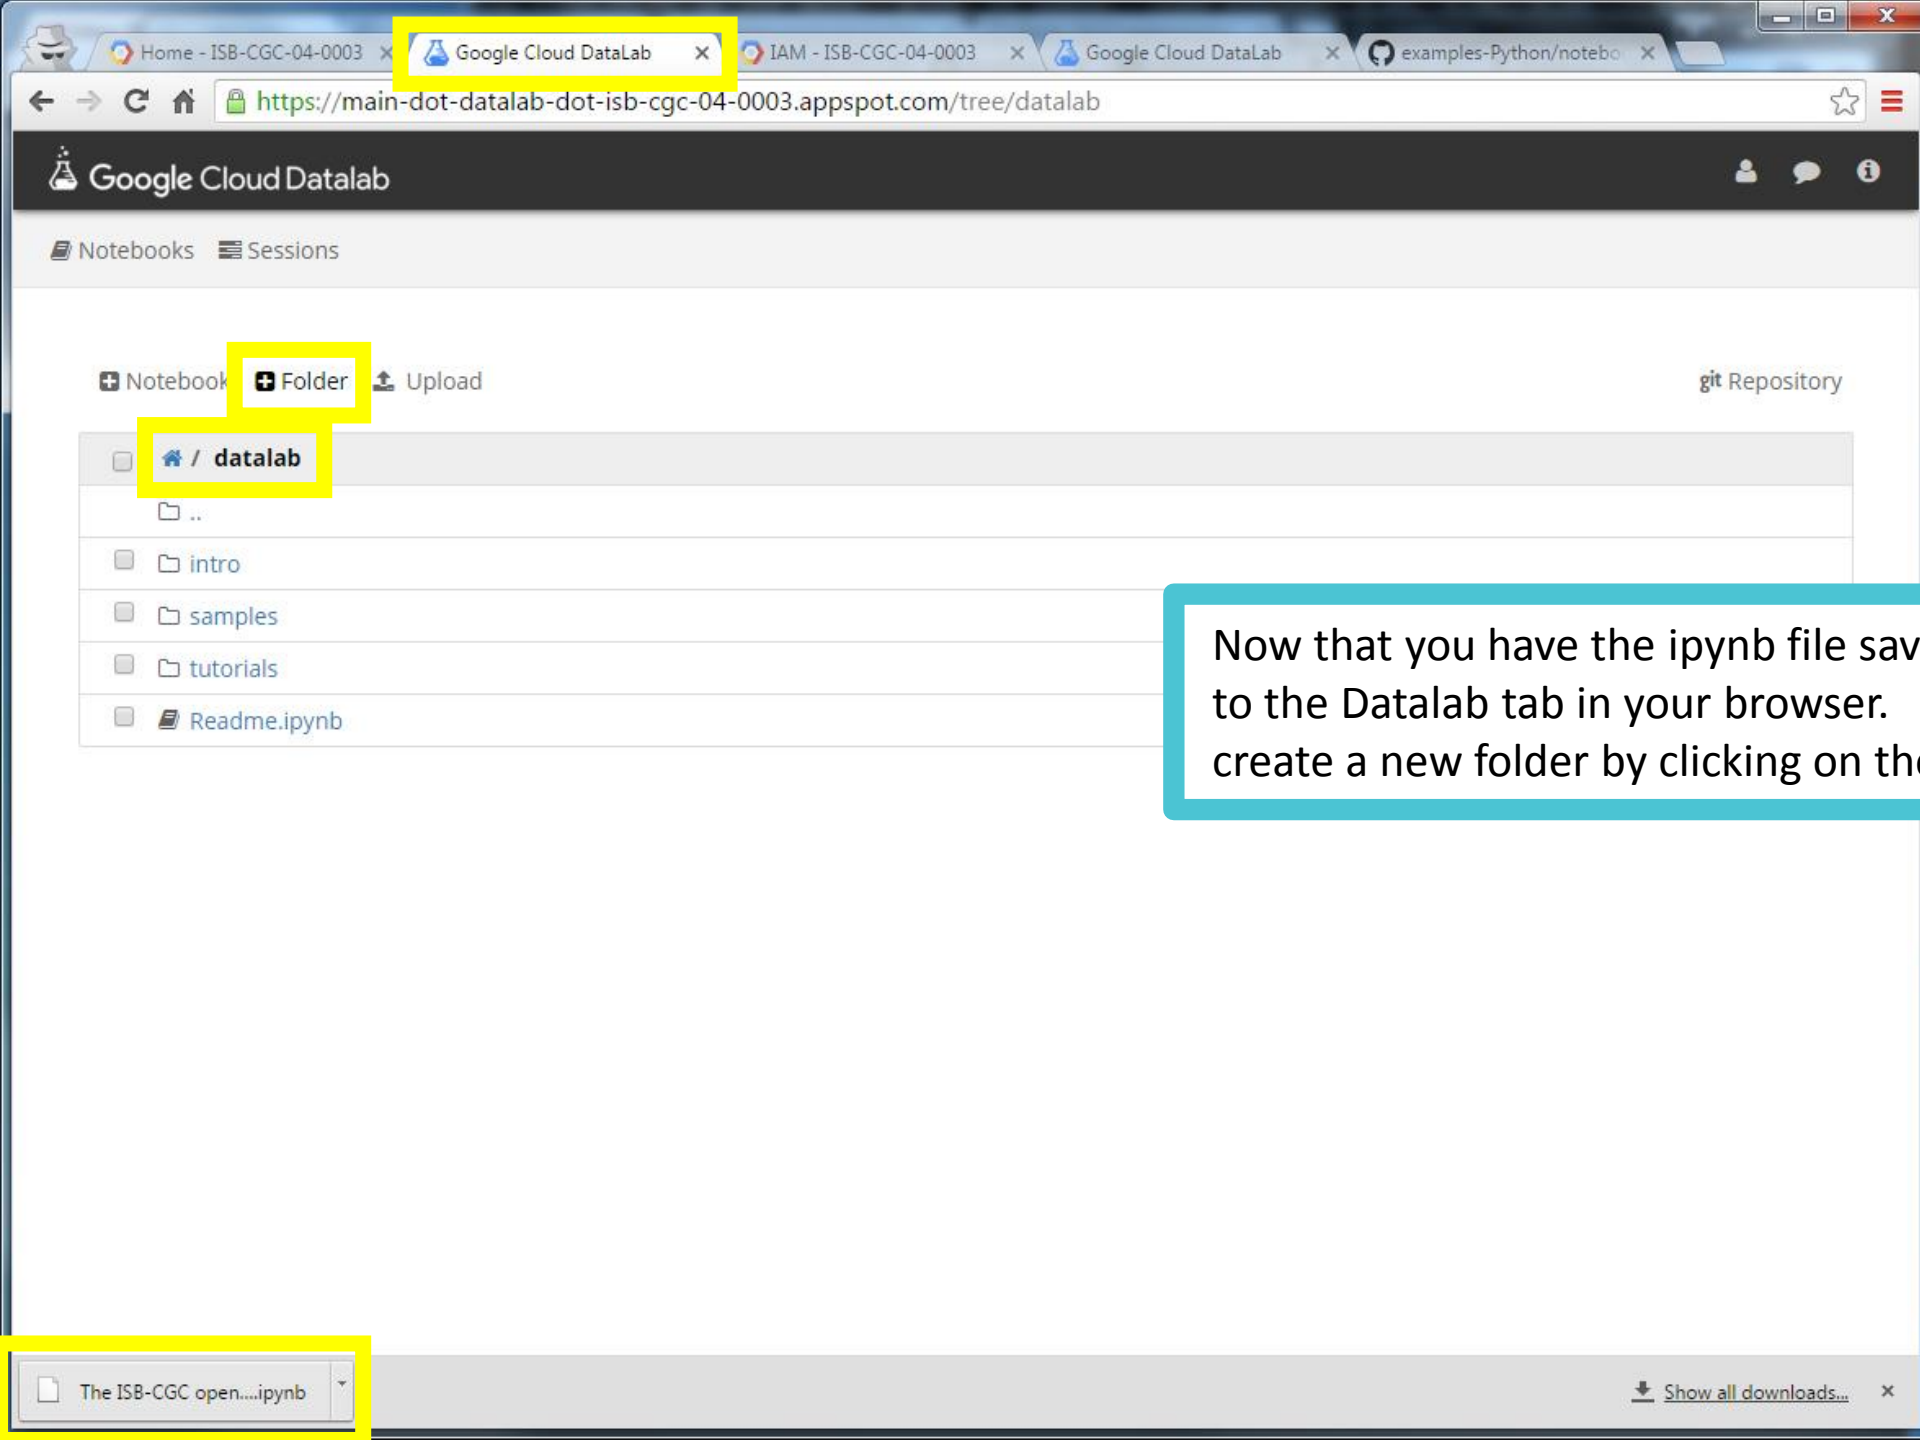 Home - ISB-CGC-04-0003
Google Cloud DataLab
IAM - ISB-CGC-04-0003
Google Cloud DataLab
examples-Python/notebo
https://main-dot-datalab-dot-isb-cgc-04-0003.appspot.com/tree/datalab
Google Cloud Datalab
Notebooks Sessions
Notebook Folder Upload git Repository
/ datalab
..
intro
samples
tutorials
Readme.ipynb
Now that you have the ipynb file sav
to the Datalab tab in your browser.
create a new folder by clicking on the
The ISB-CGC open....ipynb
Show all downloads...